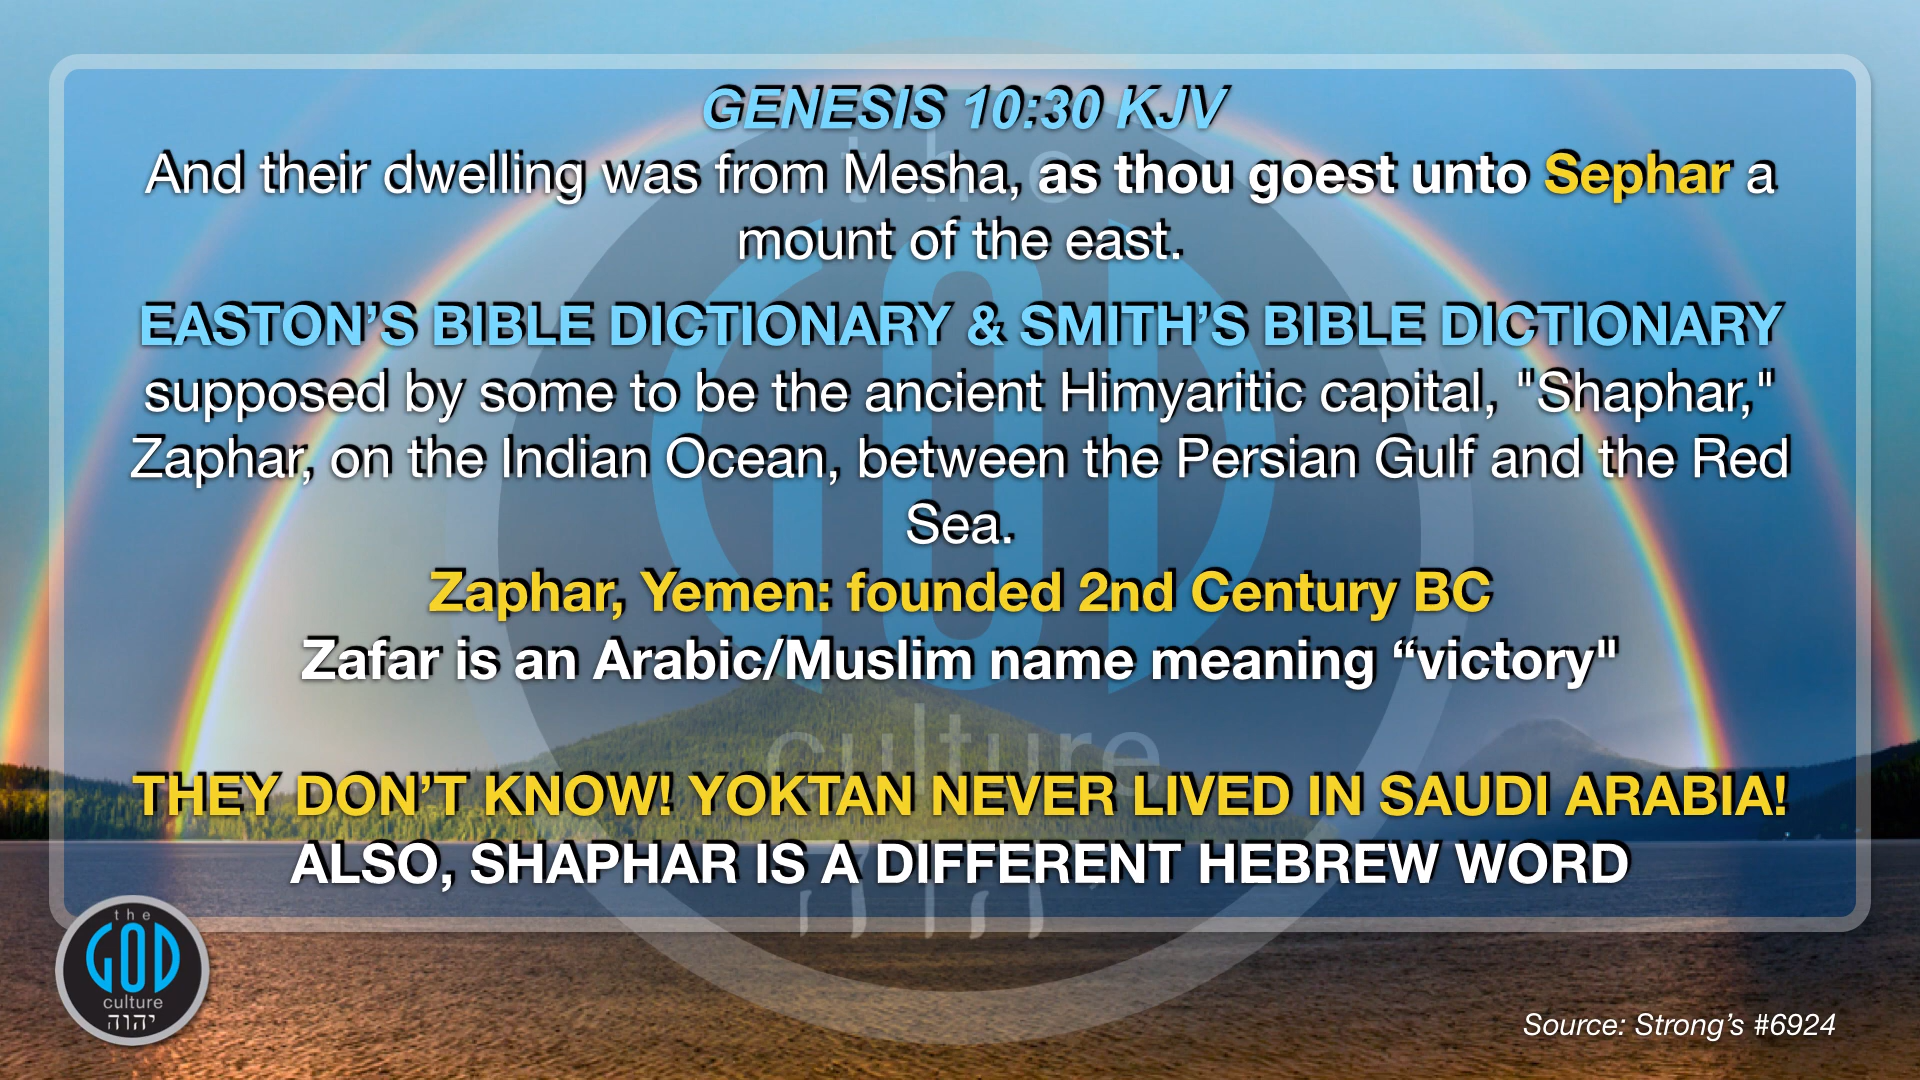 GENESIS 10:30 KJV
And their dwelling was from Mesha, as thou goest unto Sephar a
mount of the east.
EASTON’S BIBLE DICTIONARY & SMITH’S BIBLE DICTIONARY
supposed by some to be the ancient Himyaritic capital, "Shaphar,"
Zaphar, on the Indian Ocean, between the Persian Gulf and the Red
Sea.
Zaphar, Yemen: founded 2nd Century BC
Zafar is an Arabic/Muslim name meaning “victory"
THEY DON’T KNOW! YOKTAN NEVER LIVED IN SAUDI ARABIA!
ALSO, SHAPHAR IS A DIFFERENT HEBREW WORD
the
GOD
culture
יהוה
Source: Strong’s #6924